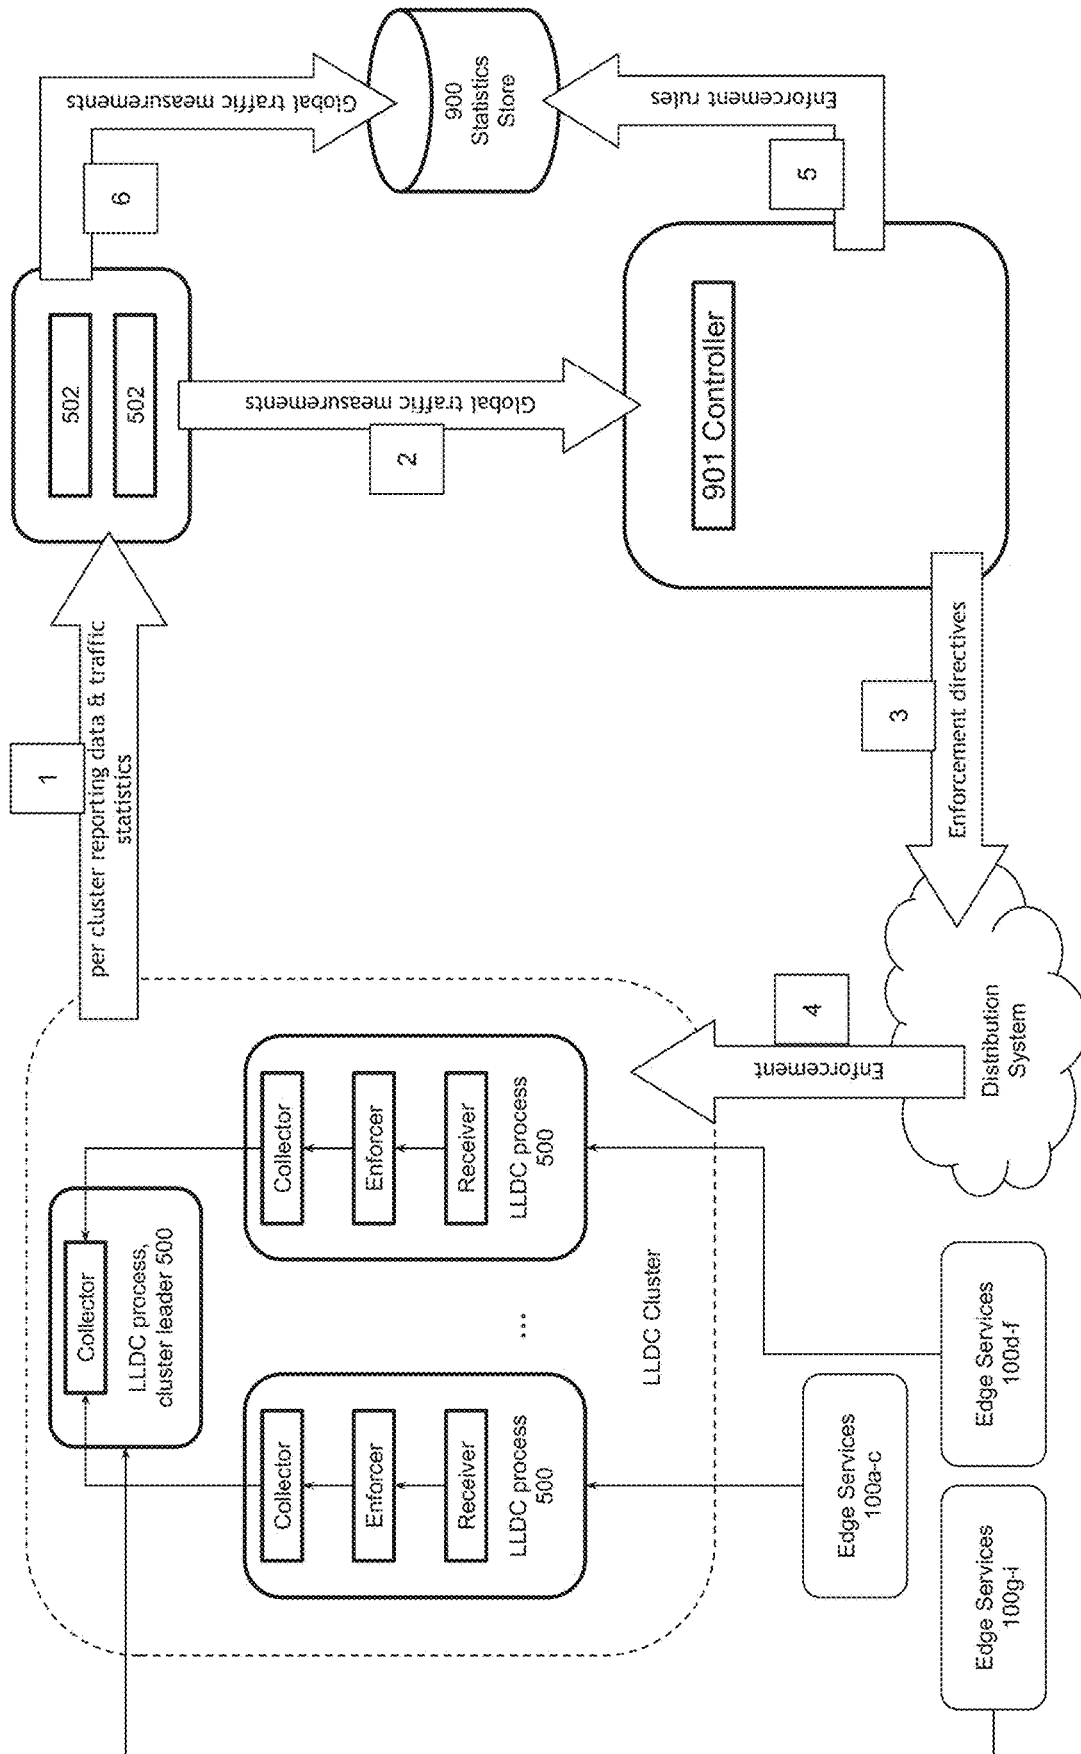 1
per cluster reporting data & traffic
statistics
502
502
6
Global traffic measurements
900
Statistics
Store
2
Global traffic measurements
Collector
LLDC process,
cluster leader 500
Collector
Enforcer
Receiver
LLDC process
500
...
Collector
Enforcer
Receiver
LLDC process
500
LLDC Cluster
4
Enforcement
901 Controller
5
Enforcement rules
3
Enforcement directives
Distribution
System
Edge Services
100a-c
Edge Services
100d-f
Edge Services
100g-i